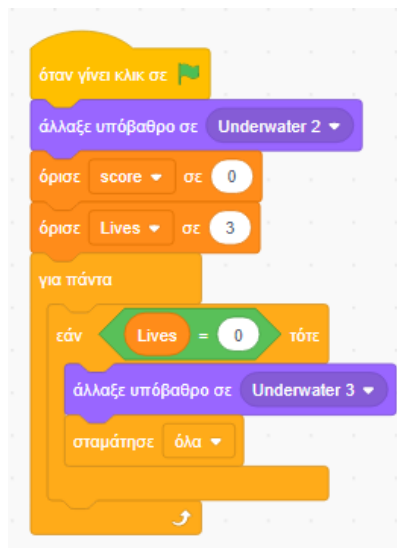 όταν γίνει κλικ σε
άλλαξε υπόβαθρο σε Underwater 2
όρισε score σε 0
όρισε Lives σε 3
για πάντα
εάν Lives = 0 τότε
άλλαξε υπόβαθρο σε Underwater 3
σταμάτησε όλα